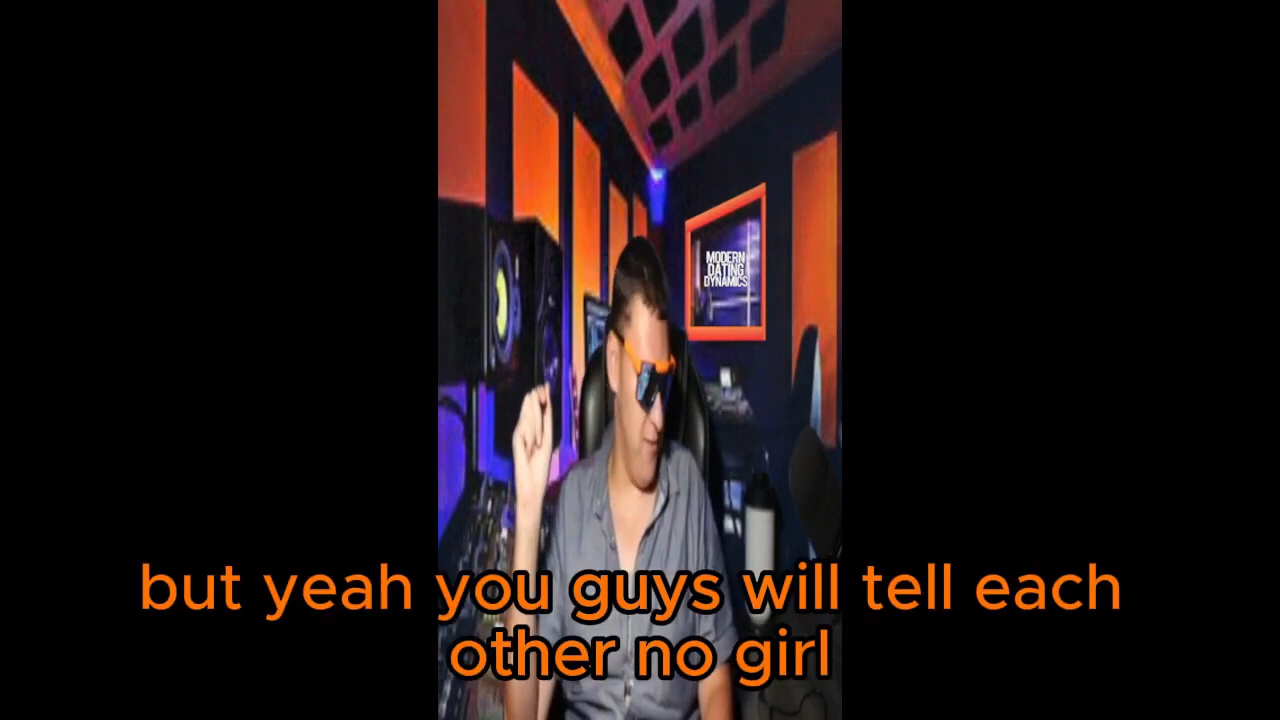 MODERN
DATING
DYNAMICS
but yeah you guys will tell each
other no girl